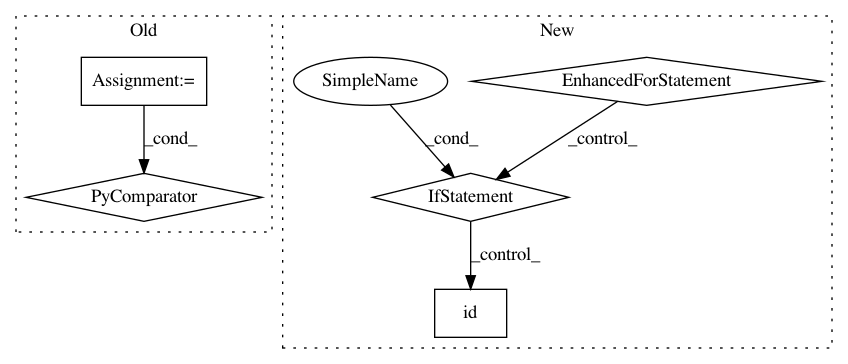 Old
New
Assignment:=
SimpleName
EnhancedForStatement
_cond_
_cond_
_control_
PyComparator
IfStatement
_control_
id